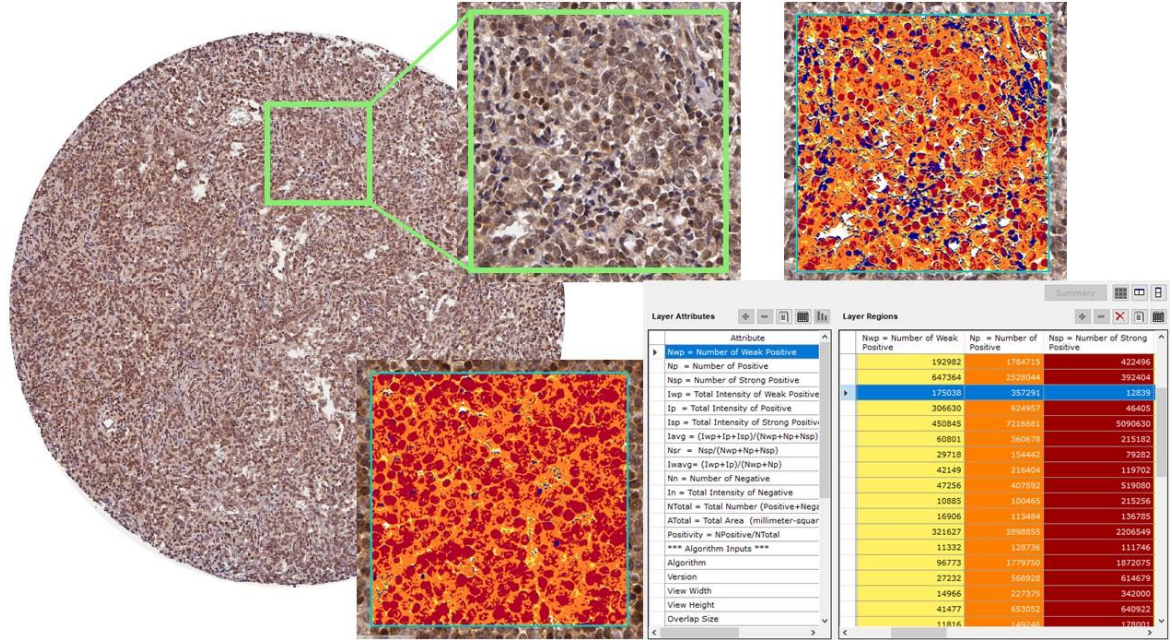 Summary
Layer Attributes
Layer Regions
Attribute
Nwp = Number of Weak Positive
Np = Number of Positive
Nsp = Number of Strong Positive
Iwp = Total Intensity of Weak Positive
Ip = Total Intensity of Positive
Isp = Total Intensity of Strong Positive
Iavg = (Iwp+Ip+Isp)/(Nwp+Np+Nsp)
Nsr = Nsp/(Nwp+Np+Nsp)
Iwavg= (Iwp+Ip)/(Nwp+Np)
Nn = Number of Negative
In = Total Intensity of Negative
NTotal = Total Number (Positive+Nega
ATotal = Total Area (millimeter-squar
Positivity = NPositive/NTotal
*** Algorithm Inputs ***
Algorithm
Version
View Width
View Height
Overlap Size
Nwp = Number of Weak Positive Np = Number of Positive Nsp = Number of Strong Positive
192982 1784715 422496
647364 2528044 392404
175038 357291 12839
306630 624957 46405
450845 7216681 5090630
60801 360678 215182
29718 154442 79282
42149 216404 119702
47256 407592 519080
10885 100465 215256
16906 113484 136785
321627 2898855 2206549
11332 128736 111746
96773 1779750 1872075
27232 568928 614679
14966 227375 342000
41477 653052 640922
11816 149246 178001